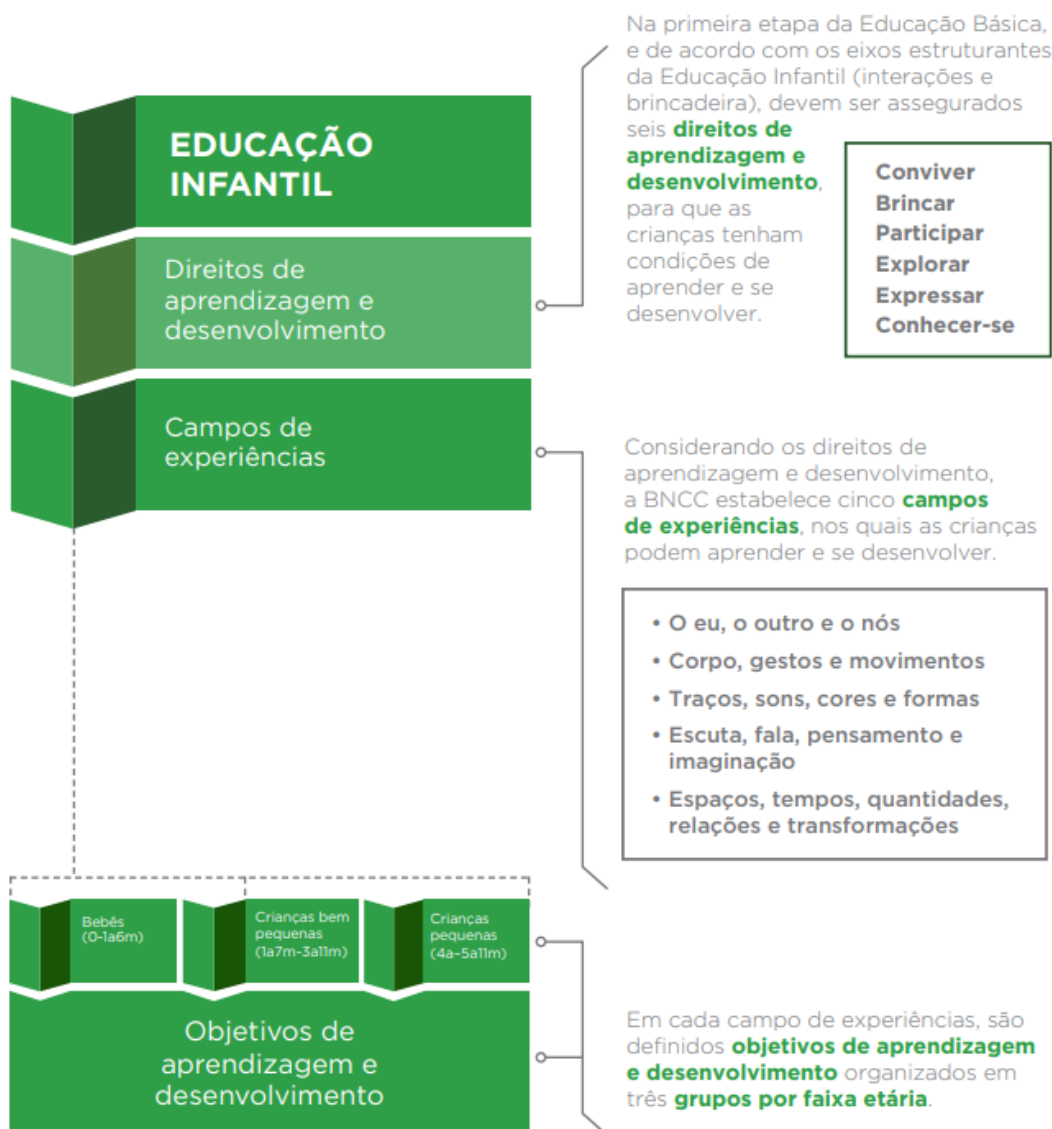 EDUCAÇÃO
INFANTIL
Direitos de
aprendizagem e
desenvolvimento
Na primeira etapa da Educação Básica,
e de acordo com os eixos estruturantes
da Educação Infantil (interações e
brincadeira), devem ser assegurados
seis direitos de
aprendizagem e
desenvolvimento,
para que as
crianças tenham
condições de
aprender e se
desenvolver.
Conviver
Brincar
Participar
Explorar
Expressar
Conhecer-se
Campos de
experiências
Considerando os direitos de
aprendizagem e desenvolvimento,
a BNCC estabelece cinco campos
de experiências, nos quais as crianças
podem aprender e se desenvolver.
• O eu, o outro e o nós
• Corpo, gestos e movimentos
• Traços, sons, cores e formas
• Escuta, fala, pensamento e
imaginação
• Espaços, tempos, quantidades,
relações e transformações
Bebês
(0-1a6m)
Crianças bem
pequenas
(1a7m-3a11m)
Crianças
pequenas
(4a–5a11m)
Objetivos de
aprendizagem e
desenvolvimento
Em cada campo de experiências, são
definidos objetivos de aprendizagem
e desenvolvimento organizados em
três grupos por faixa etária.